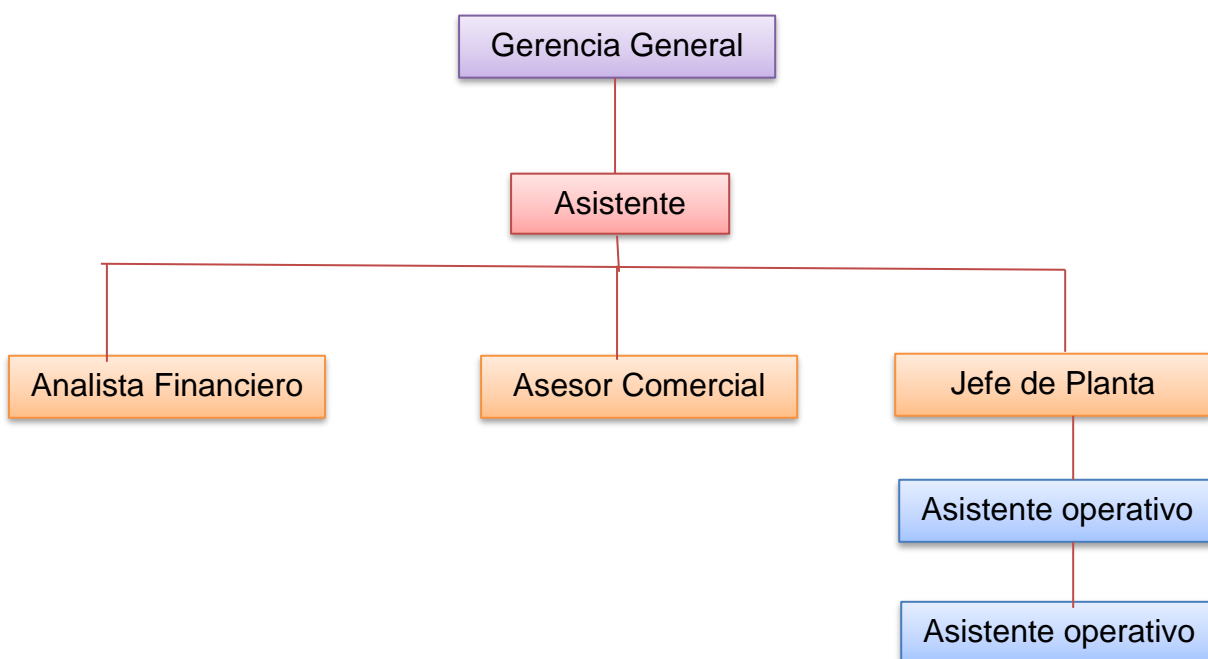 Gerencia General
Asistente
Analista Financiero
Asesor Comercial
Jefe de Planta
Asistente operativo
Asistente operativo